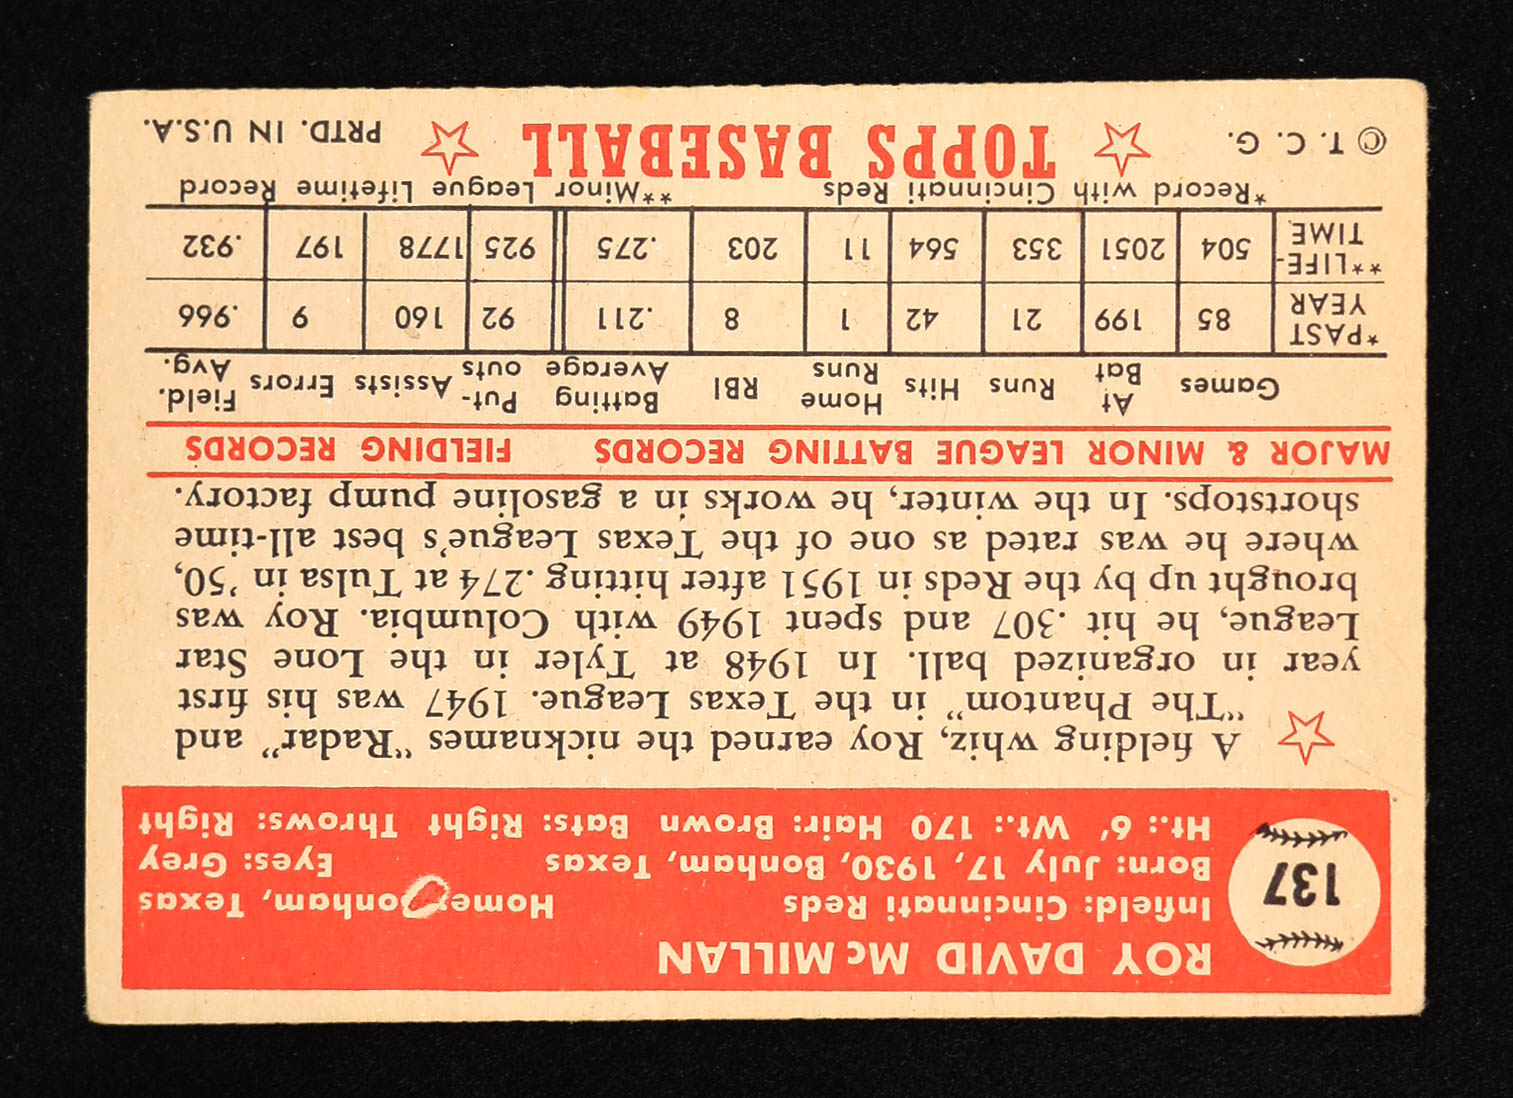 137
ROY DAVID McMILLAN
Infield: Cincinnati Reds Home: onham, Texas
Born: July 17, 1930, Bonham, Texas Eyes: Grey
Ht.: 6' Wt.: 170 Hair: Brown Bats: Right Throws: Right
A fielding whiz, Roy earned the nicknames "Radar" and
"The Phantom" in the Texas League. 1947 was his first
year in organized ball. In 1948 at Tyler in the Lone Star
League, he hit .307 and spent 1949 with Columbia. Roy was
brought up by the Reds in 1951 after hitting .274 at Tulsa in '50,
where he was rated as one of the Texas League's best all-time
shortstops. In the winter, he works in a gasoline pump factory.
MAJOR & MINOR LEAGUE BATTING RECORDS FIELDING RECORDS
Games At Bat Runs Hits Home Runs RBI Batting Average Put-outs Assists Errors Field. Avg.
*PAST YEAR 85 199 21 42 1 8 .211 92 160 9 .966
**LIFE-TIME 504 2051 353 564 11 203 .275 925 1778 197 .932
*Record with Cincinnati Reds **Minor League Lifetime Record
© T. C. G. TOPPS BASEBALL PRTD. IN U.S.A.